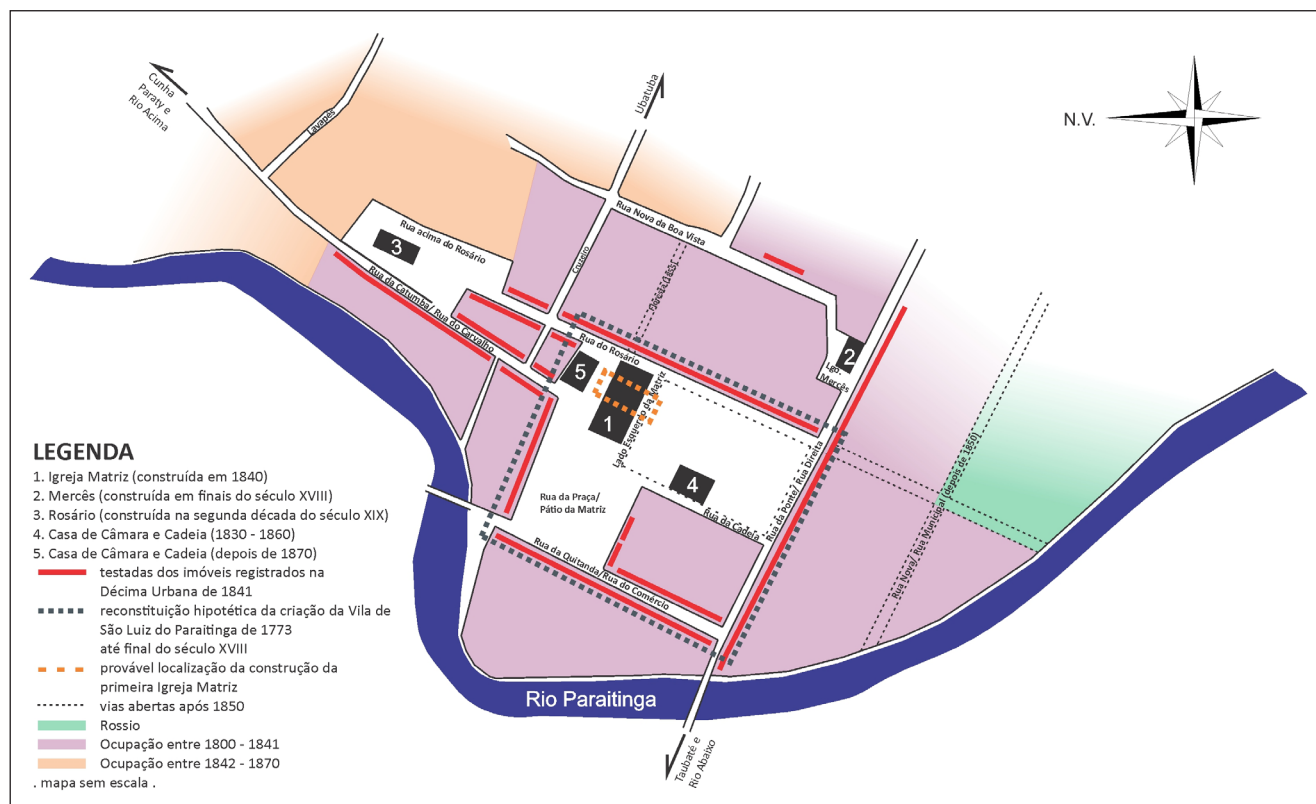 Cunha
Paraty e
Rio Acima
Lavapés
Ubatuba
N.V.
Rua Nova da Boa Vista
Rua acima do Rosário
3
Cruzeiro
Rua da Catumba/ Rua do Carvalho
Rua do Rosário
2
Lgo.
Mercês
5
1
Lado Esquerdo da Matriz
4
Rua da Cadeia
Rua da Ponte/ Rua Direita
Rua Nova/ Rua Municipal (depois de 1850)
Rua da Praça/
Pátio da Matriz
Rua da Quitanda/Rua do Comércio
Rio Paraitinga
Taubaté e
Rio Abaixo
LEGENDA
1. Igreja Matriz (construída em 1840)
2. Mercês (construída em finais do século XVIII)
3. Rosário (construída na segunda década do século XIX)
4. Casa de Câmara e Cadeia (1830 - 1860)
5. Casa de Câmara e Cadeia (depois de 1870)
testadas dos imóveis registrados na
Décima Urbana de 1841
reconstituição hipotética da criação da Vila de
São Luiz do Paraitinga de 1773
até final do século XVIII
provável localização da construção da
primeira Igreja Matriz
vias abertas após 1850
Rossio
Ocupação entre 1800 - 1841
Ocupação entre 1842 - 1870
. mapa sem escala .